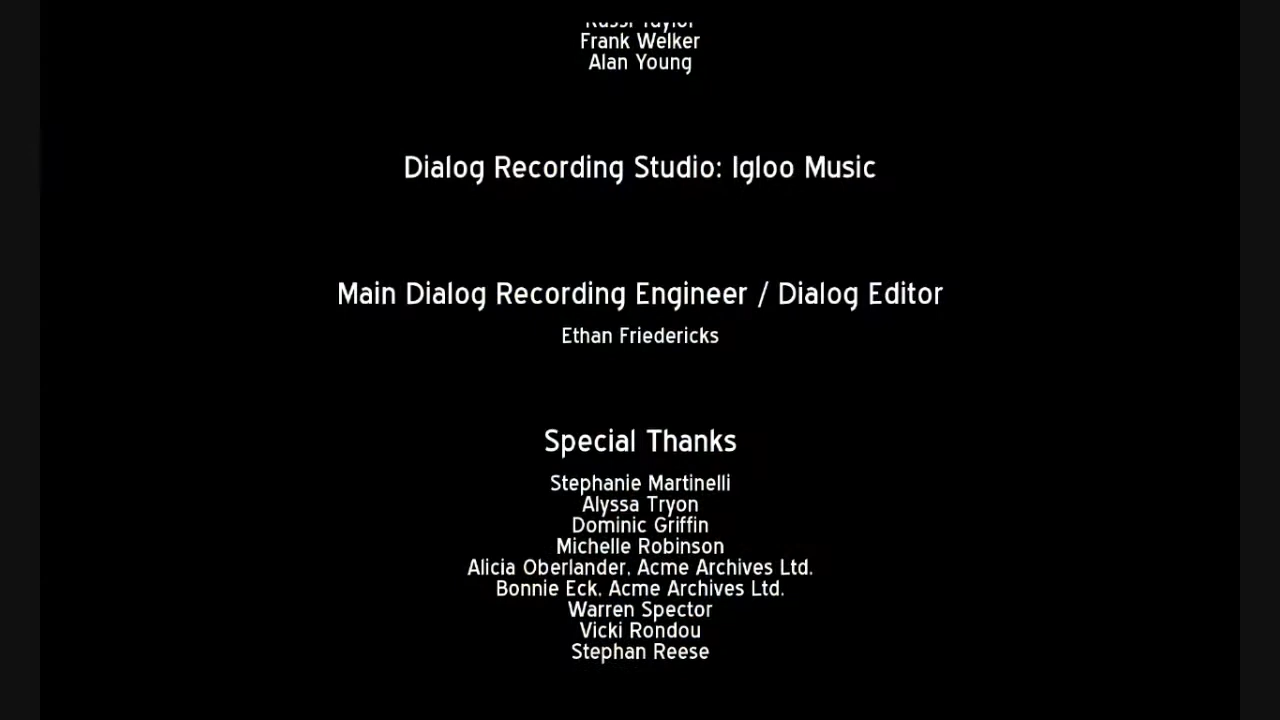 Russi Taylor
Frank Welker
Alan Young
Dialog Recording Studio: Igloo Music
Main Dialog Recording Engineer / Dialog Editor
Ethan Friedericks
Special Thanks
Stephanie Martinelli
Alyssa Tryon
Dominic Griffin
Michelle Robinson
Alicia Oberlander, Acme Archives Ltd.
Bonnie Eck, Acme Archives Ltd.
Warren Spector
Vicki Rondou
Stephan Reese